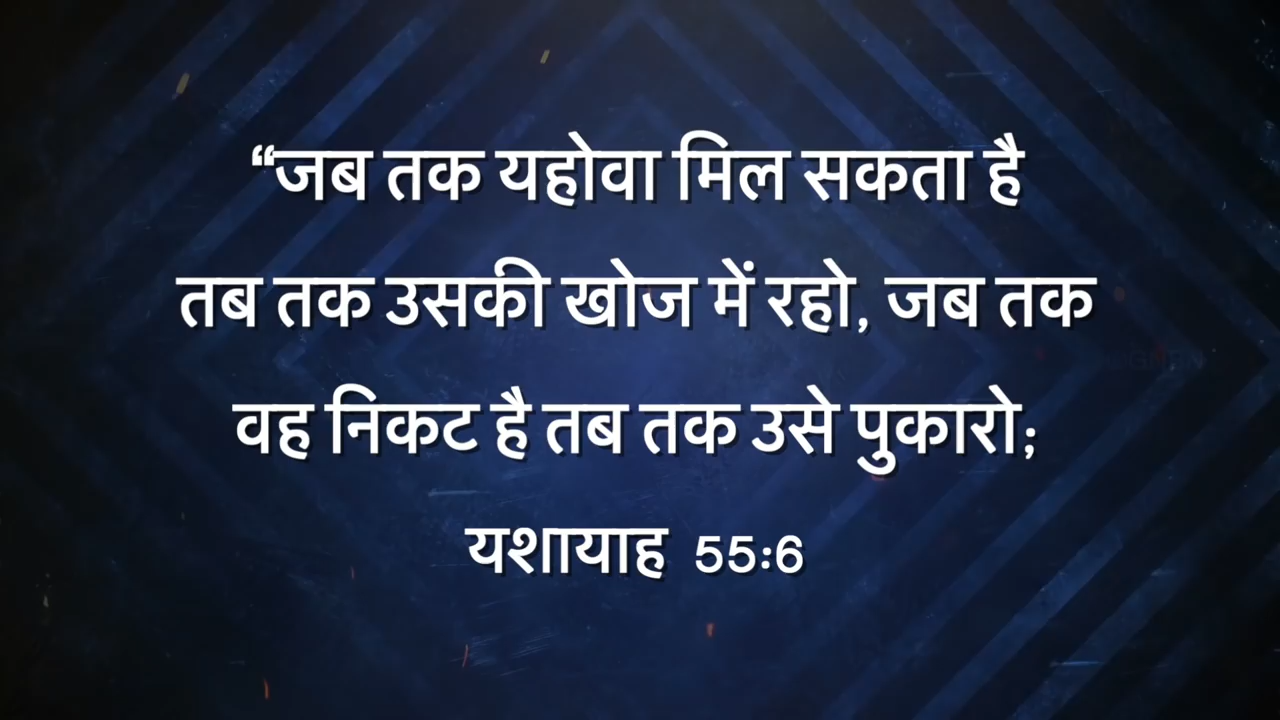 “जब तक यहोवा मिल सकता है
तब तक उसकी खोज में रहो, जब तक
वह निकट है तब तक उसे पुकारो;
यशायाह 55:6